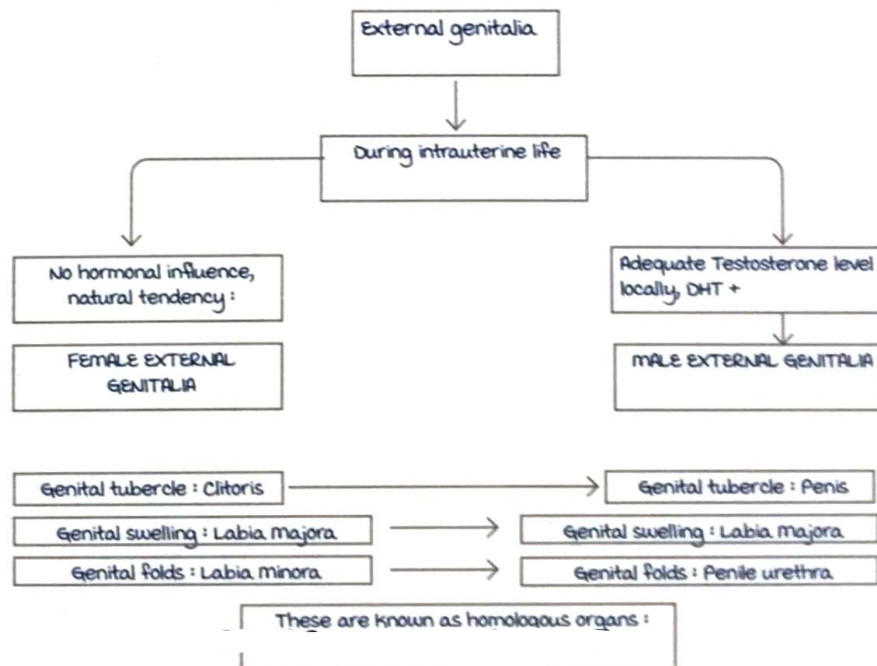 External genitalia
During intrauterine life
No hormonal influence,
natural tendency :
Adequate Testosterone level
locally, DHT +
FEMALE EXTERNAL
GENITALIA
MALE EXTERNAL GENITALIA
Genital tubercle : Clitoris
Genital tubercle : Penis
Genital swelling : Labia majora
Genital swelling : Labia majora
Genital folds : Labia minora
Genital folds : Penile urethra
These are known as homologous organs :